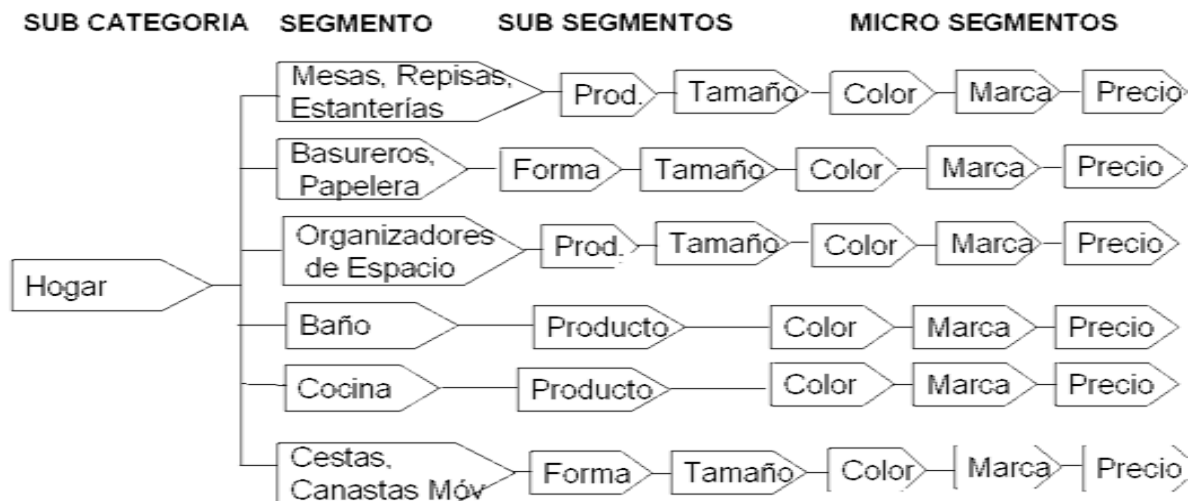 SUB CATEGORIA SEGMENTO SUB SEGMENTOS MICRO SEGMENTOS
Mesas, Repisas,
Estanterías
Prod. Tamaño Color Marca Precio
Basureros,
Papelera
Forma Tamaño Color Marca Precio
Organizadores
de Espacio
Prod. Tamaño Color Marca Precio
Hogar
Baño Producto Color Marca Precio
Cocina Producto Color Marca Precio
Cestas,
Canastas Móv
Forma Tamaño Color Marca Precio